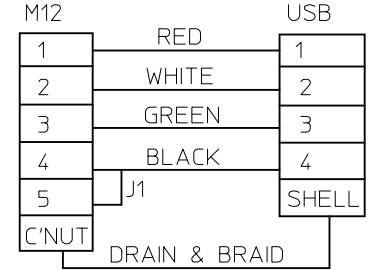 M12 USB
1 RED 1
2 WHITE 2
3 GREEN 3
4 BLACK 4
5 J1 SHELL
C'NUT
DRAIN & BRAID